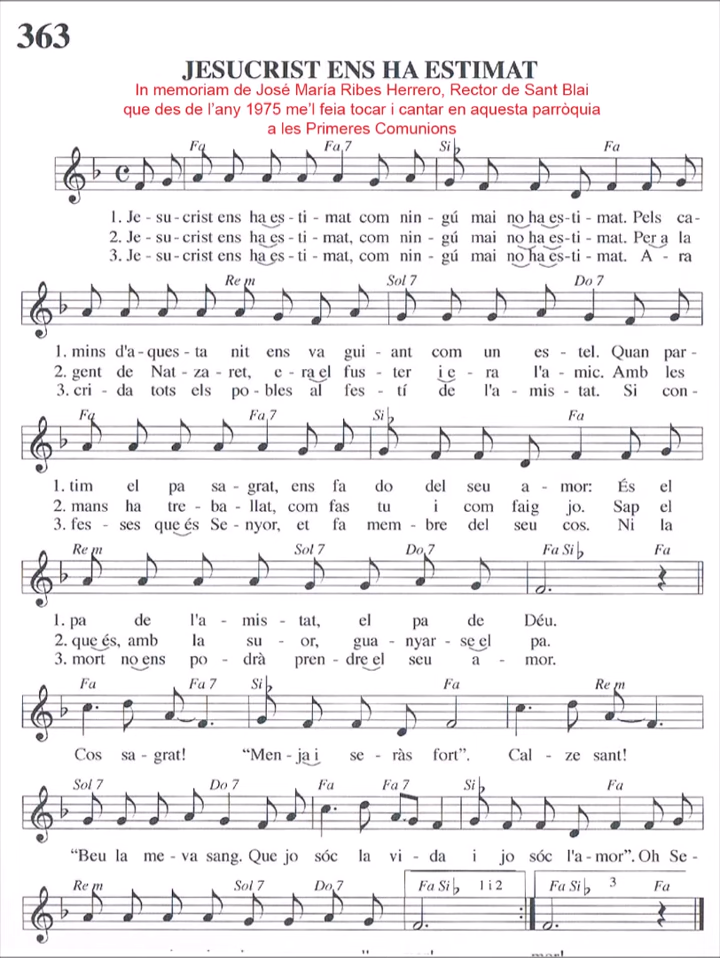 363
JESUCRIST ENS HA ESTIMAT
In memoriam de José María Ribes Herrero, Rector de Sant Blai
que des de l'any 1975 me'l feia tocar i cantar en aquesta parròquia
a les Primeres Comunions
Fa Fa 7 Si♭ Fa
1. Je - su - crist ens ha es - ti - mat com nin - gú mai no ha es-ti - mat. Pels ca-
2. Je - su - crist ens ha es - ti - mat, com nin - gú mai no ha es-ti - mat. Per a la
3. Je - su - crist ens ha es - ti - mat, com nin - gú mai no ha es-ti - mat. A - ra
Re m Sol 7 Do 7
1. mins d'a - ques - ta nit ens va gui - ant com un es - tel. Quan par -
2. gent de Nat - za - ret, e - ra el fus - ter i e - ra l'a - mic. Amb les
3. cri - da tots els po - bles al fes - tí de l'a - mis - tat. Si con -
Fa Fa 7 Si♭ Fa
1. tim el pa sa - grat, ens fa do del seu a - mor: És el
2. mans ha tre - ba - llat, com fas tu i com faig jo. Sap el
3. fes - ses que és Se - nyor, et fa mem - bre del seu cos. Ni la
Re m Sol 7 Do 7 Fa Si♭ Fa
1. pa de l'a - mis - tat, el pa de Déu.
2. que és, amb la su - or, gua - nyar - se el pa.
3. mort no ens po - drà pren - dre el seu a - mor.
Fa Fa 7 Si♭ Fa Re m
Cos sa - grat! “Men - ja i se - ràs fort”. Cal - ze sant!
Sol 7 Do 7 Fa Fa 7 Si♭ Fa
“Beu la me - va sang. Que jo sóc la vi - da i jo sóc l'a - mor”. Oh Se -
Re m Sol 7 Do 7 Fa Si♭ 1 i 2 Fa Si♭ 3 Fa